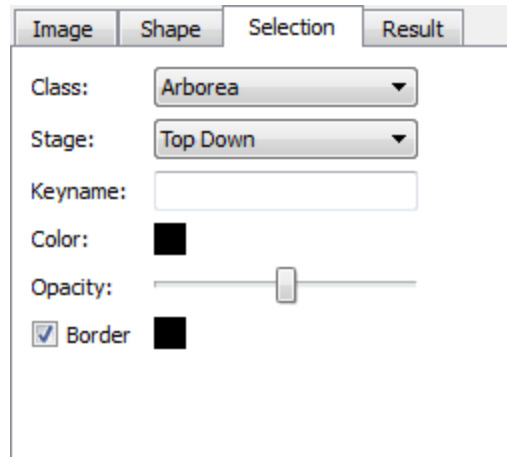 Image Shape Selection Result
Class: Arborea
Stage: Top Down
Keyname:
Color:
Opacity:
Border